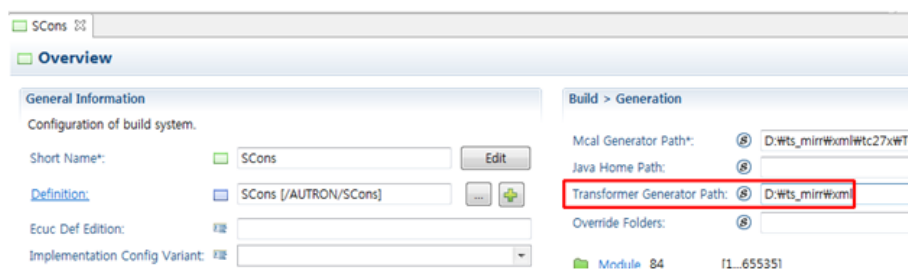 SCons
Overview
General Information
Configuration of build system.
Short Name*: SCons Edit
Definition: SCons [/AUTRON/SCons] ...
Ecuc Def Edition:
Implementation Config Variant:
Build > Generation
Mcal Generator Path*: D:₩ts_mirr₩xml₩tc27x₩T
Java Home Path:
Transformer Generator Path: D:₩ts_mirr₩xml
Override Folders:
Module 84 [1...65535]